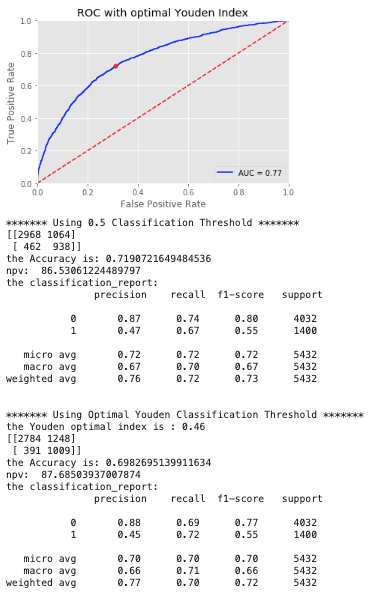 ROC with optimal Youden Index
1.0
0.8
0.6
0.4
0.2
0.0
True Positive Rate
0.0 0.2 0.4 0.6 0.8 1.0
False Positive Rate
AUC = 0.77
******* Using 0.5 Classification Threshold *******
[[2968 1064]
[ 462 938]]
the Accuracy is: 0.7190721649484536
npv: 86.53061224489797
the classification_report:
precision recall f1-score support
0 0.87 0.74 0.80 4032
1 0.47 0.67 0.55 1400
micro avg 0.72 0.72 0.72 5432
macro avg 0.67 0.70 0.67 5432
weighted avg 0.76 0.72 0.73 5432
******* Using Optimal Youden Classification Threshold *******
the Youden optimal index is : 0.46
[[2784 1248]
[ 391 1009]]
the Accuracy is: 0.6982695139911634
npv: 87.68503937007874
the classification_report:
precision recall f1-score support
0 0.88 0.69 0.77 4032
1 0.45 0.72 0.55 1400
micro avg 0.70 0.70 0.70 5432
macro avg 0.66 0.71 0.66 5432
weighted avg 0.77 0.70 0.72 5432